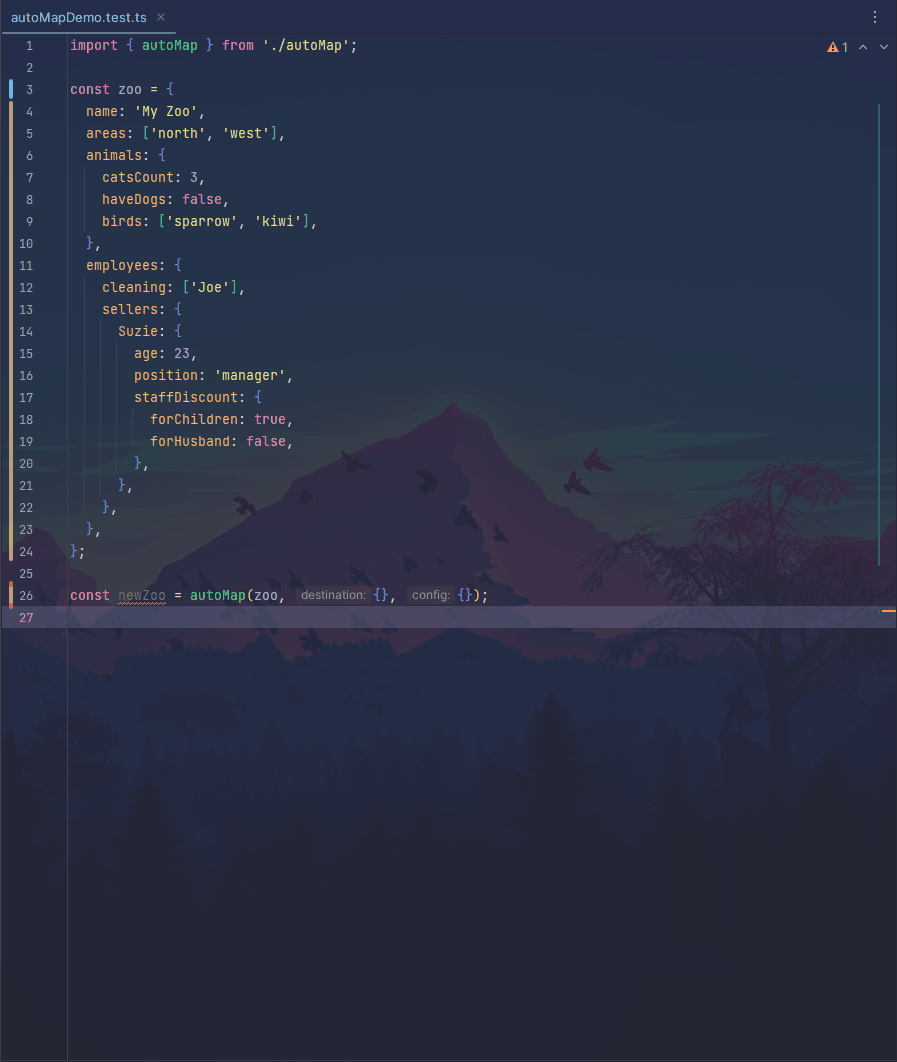 autoMapDemo.test.ts ×
1 import { autoMap } from './autoMap'; 1
2
3 const zoo = {
4   name: 'My Zoo',
5   areas: ['north', 'west'],
6   animals: {
7     catsCount: 3,
8     haveDogs: false,
9     birds: ['sparrow', 'kiwi'],
10   },
11   employees: {
12     cleaning: ['Joe'],
13     sellers: {
14       Suzie: {
15         age: 23,
16         position: 'manager',
17         staffDiscount: {
18           forChildren: true,
19           forHusband: false,
20         },
21       },
22     },
23   },
24 };
25
26 const newZoo = autoMap(zoo, destination: {}, config: {});
27